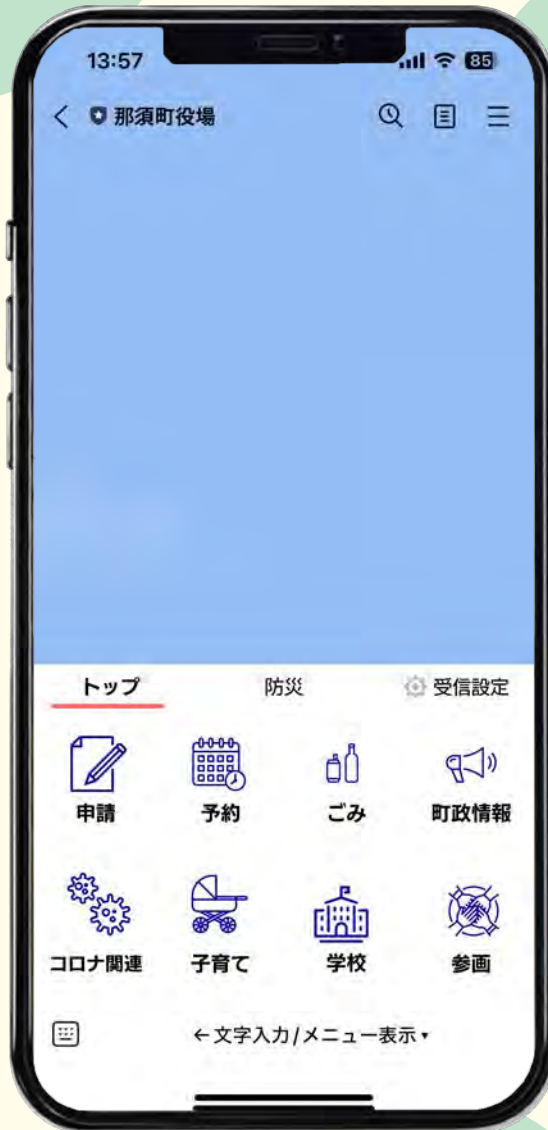 13:57 85
那須町役場
トップ 防災 受信設定
申請 予約 ごみ 町政情報
コロナ関連 子育て 学校 参画
←文字入力/メニュー表示▾